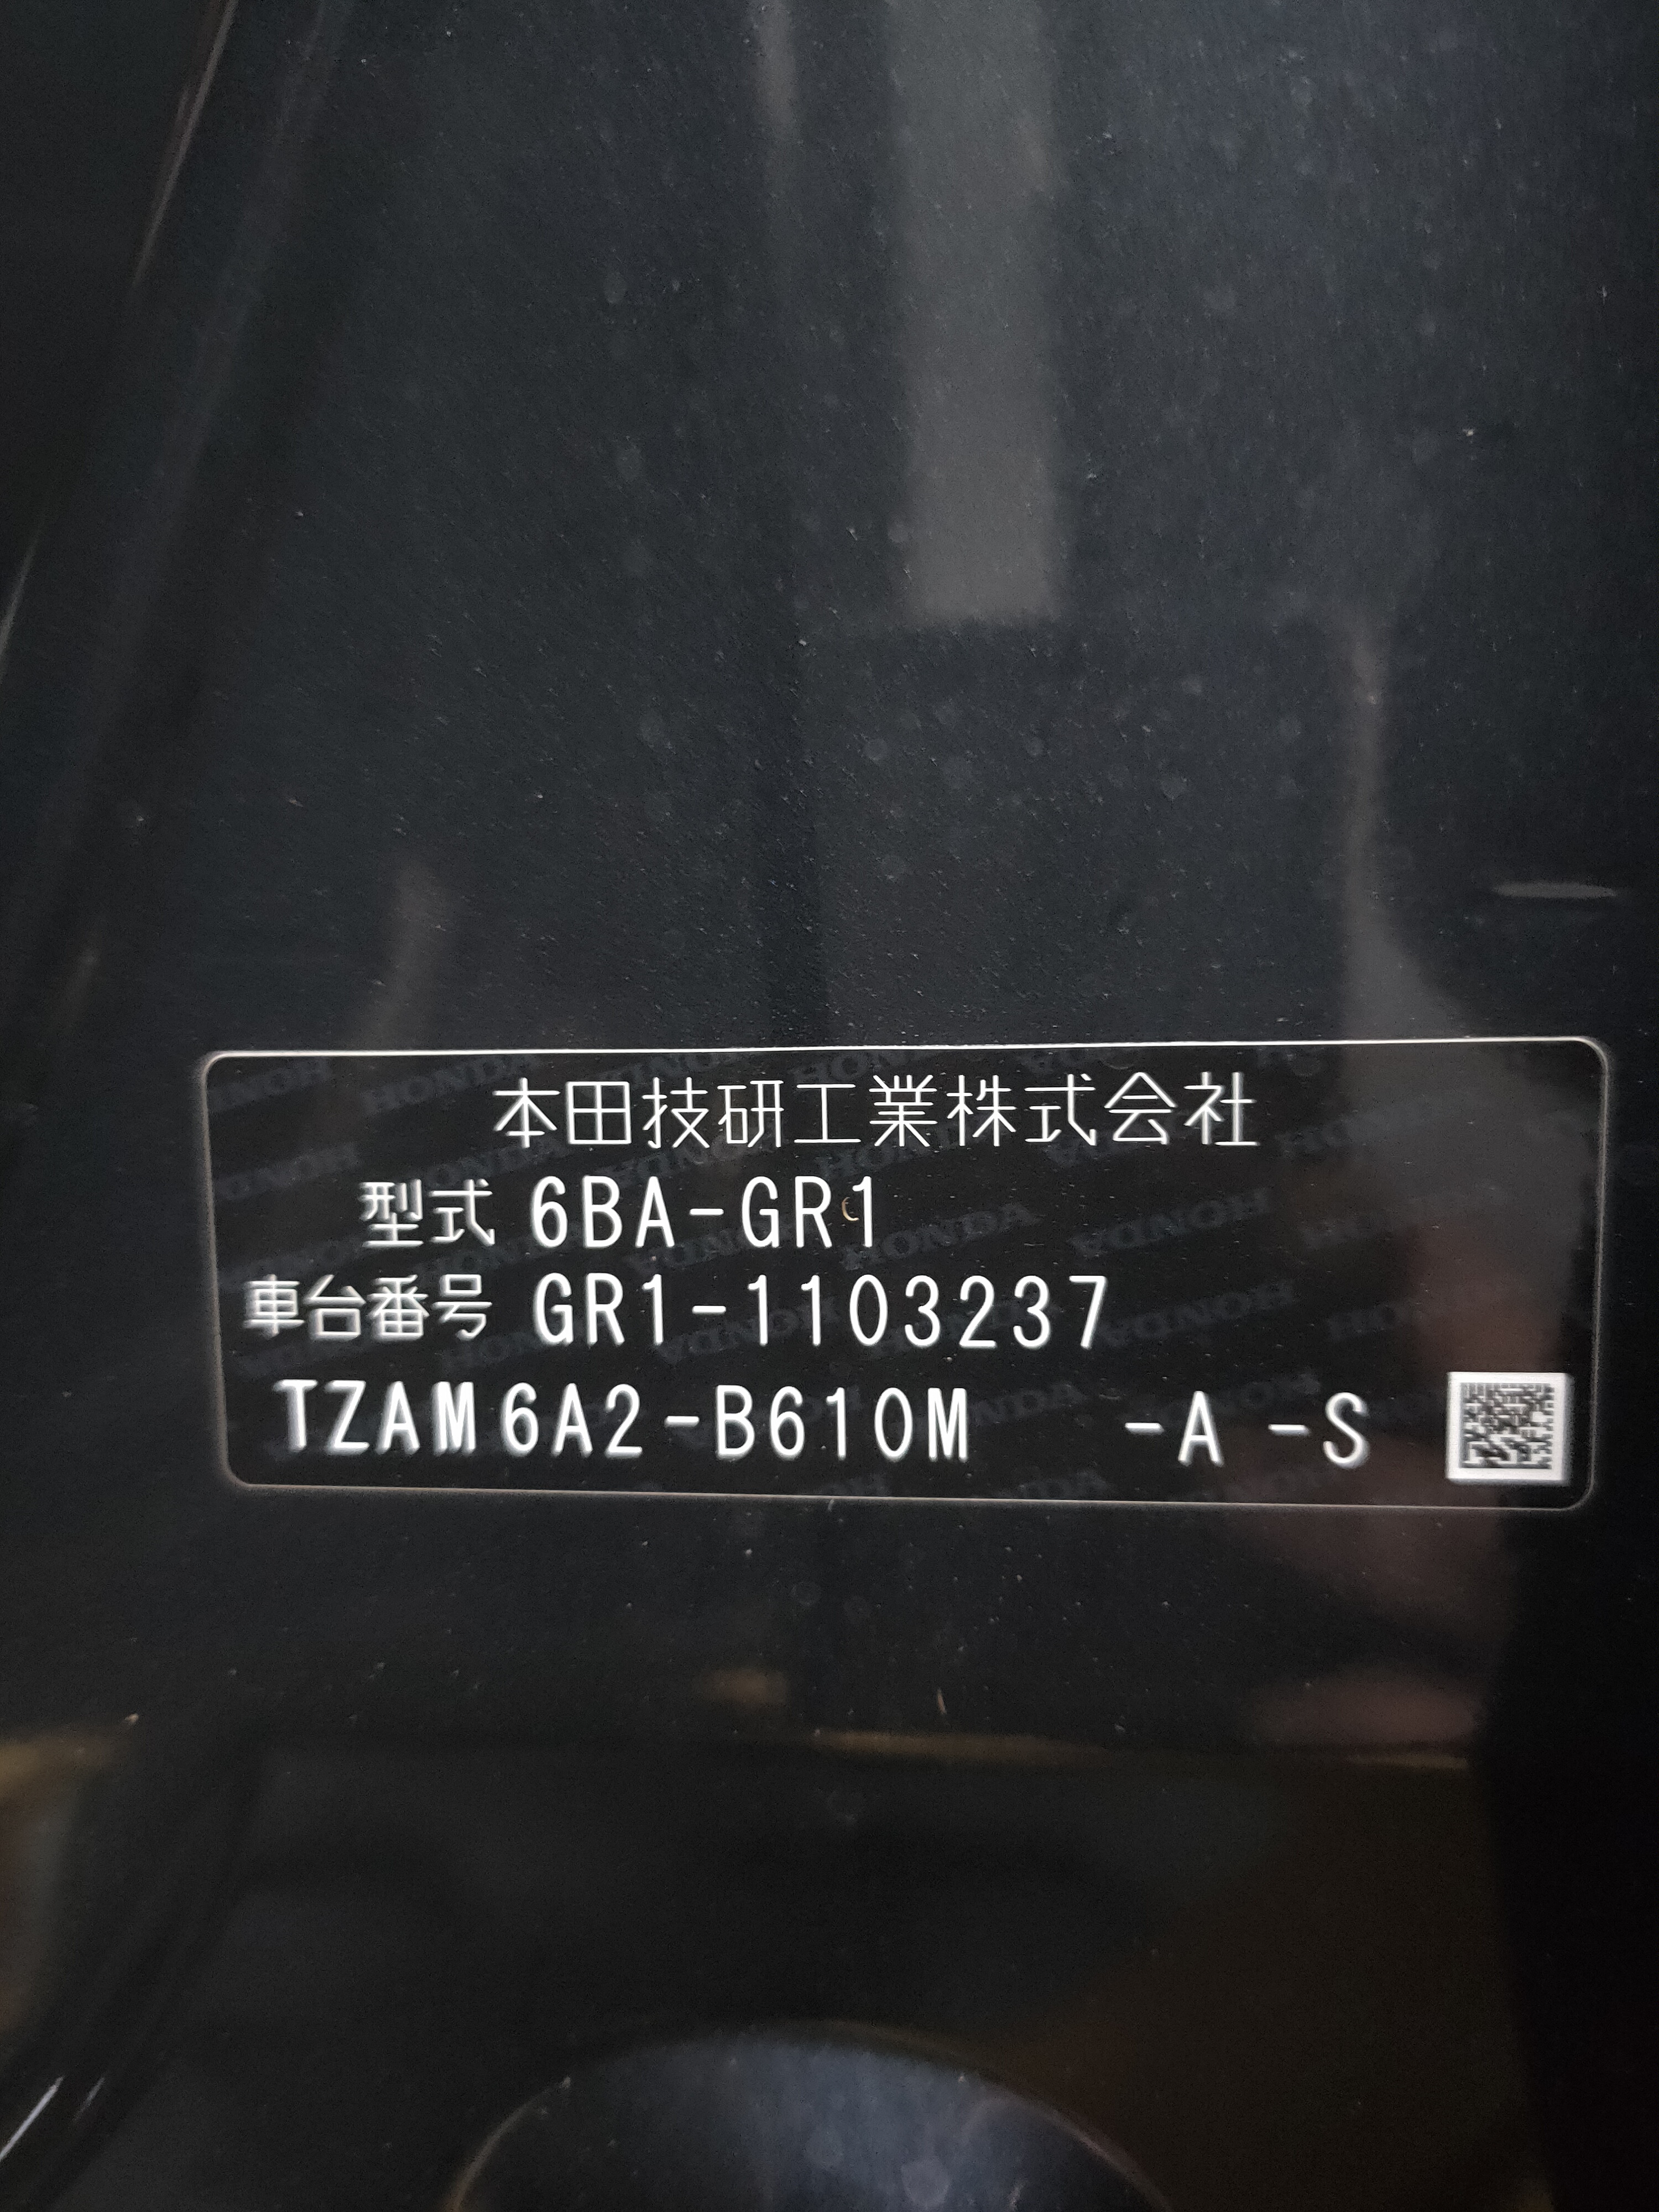 本田技研工業株式会社
型式 6BA-GR1
車台番号 GR1-1103237
TZAM6A2-B610M -A -S